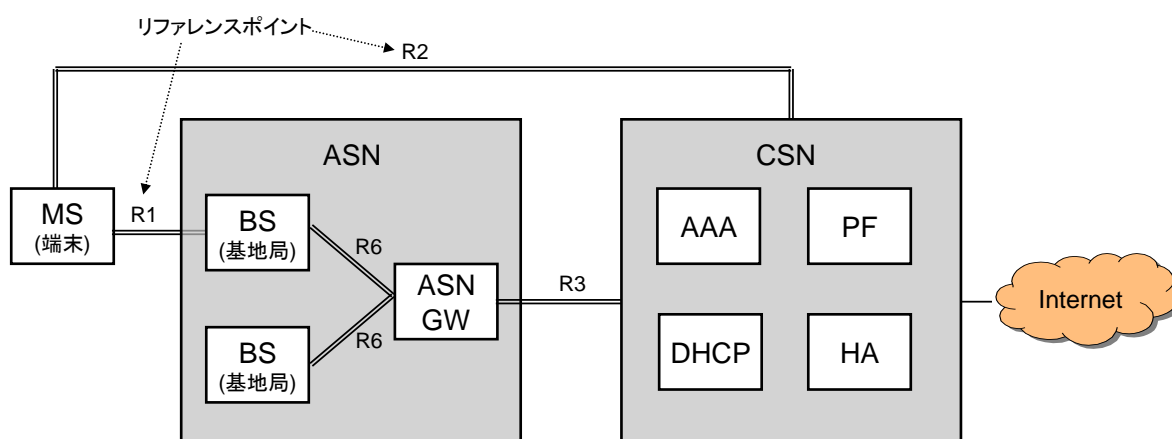 リファレンスポイント
R2
ASN
CSN
MS
(端末)
R1
BS
(基地局)
R6
ASN
GW
R3
R6
BS
(基地局)
AAA
PF
DHCP
HA
Internet